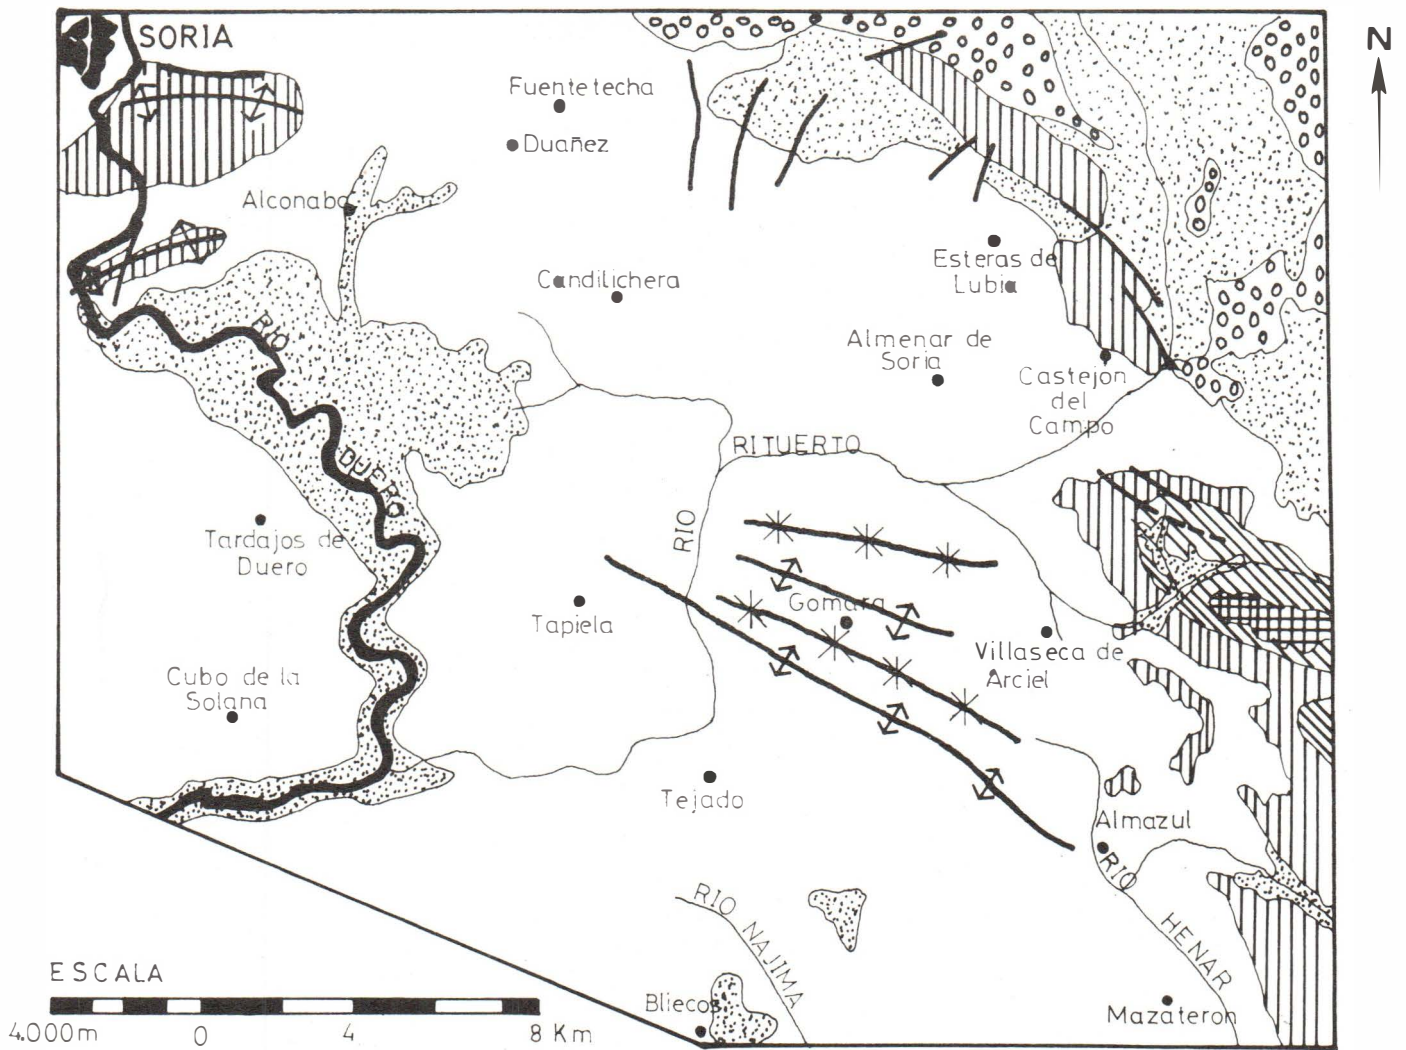 SORIA
N
Fuentetecha
Duañez
Alconaba
Candilichera
Esteras de
Lubia
Almenar de
Soria
Castejon
del
Campo
RIO
DUERO
RITUERTO
RIO
Tardajos de
Duero
Tapiela
Gomara
Villaseca de
Arciel
Cubo de la
Solana
Tejado
Almazul
RIO
HENAR
RIO
NAJIMA
Bliecos
Mazateron
ESCALA
4.000m 0 4 8 Km